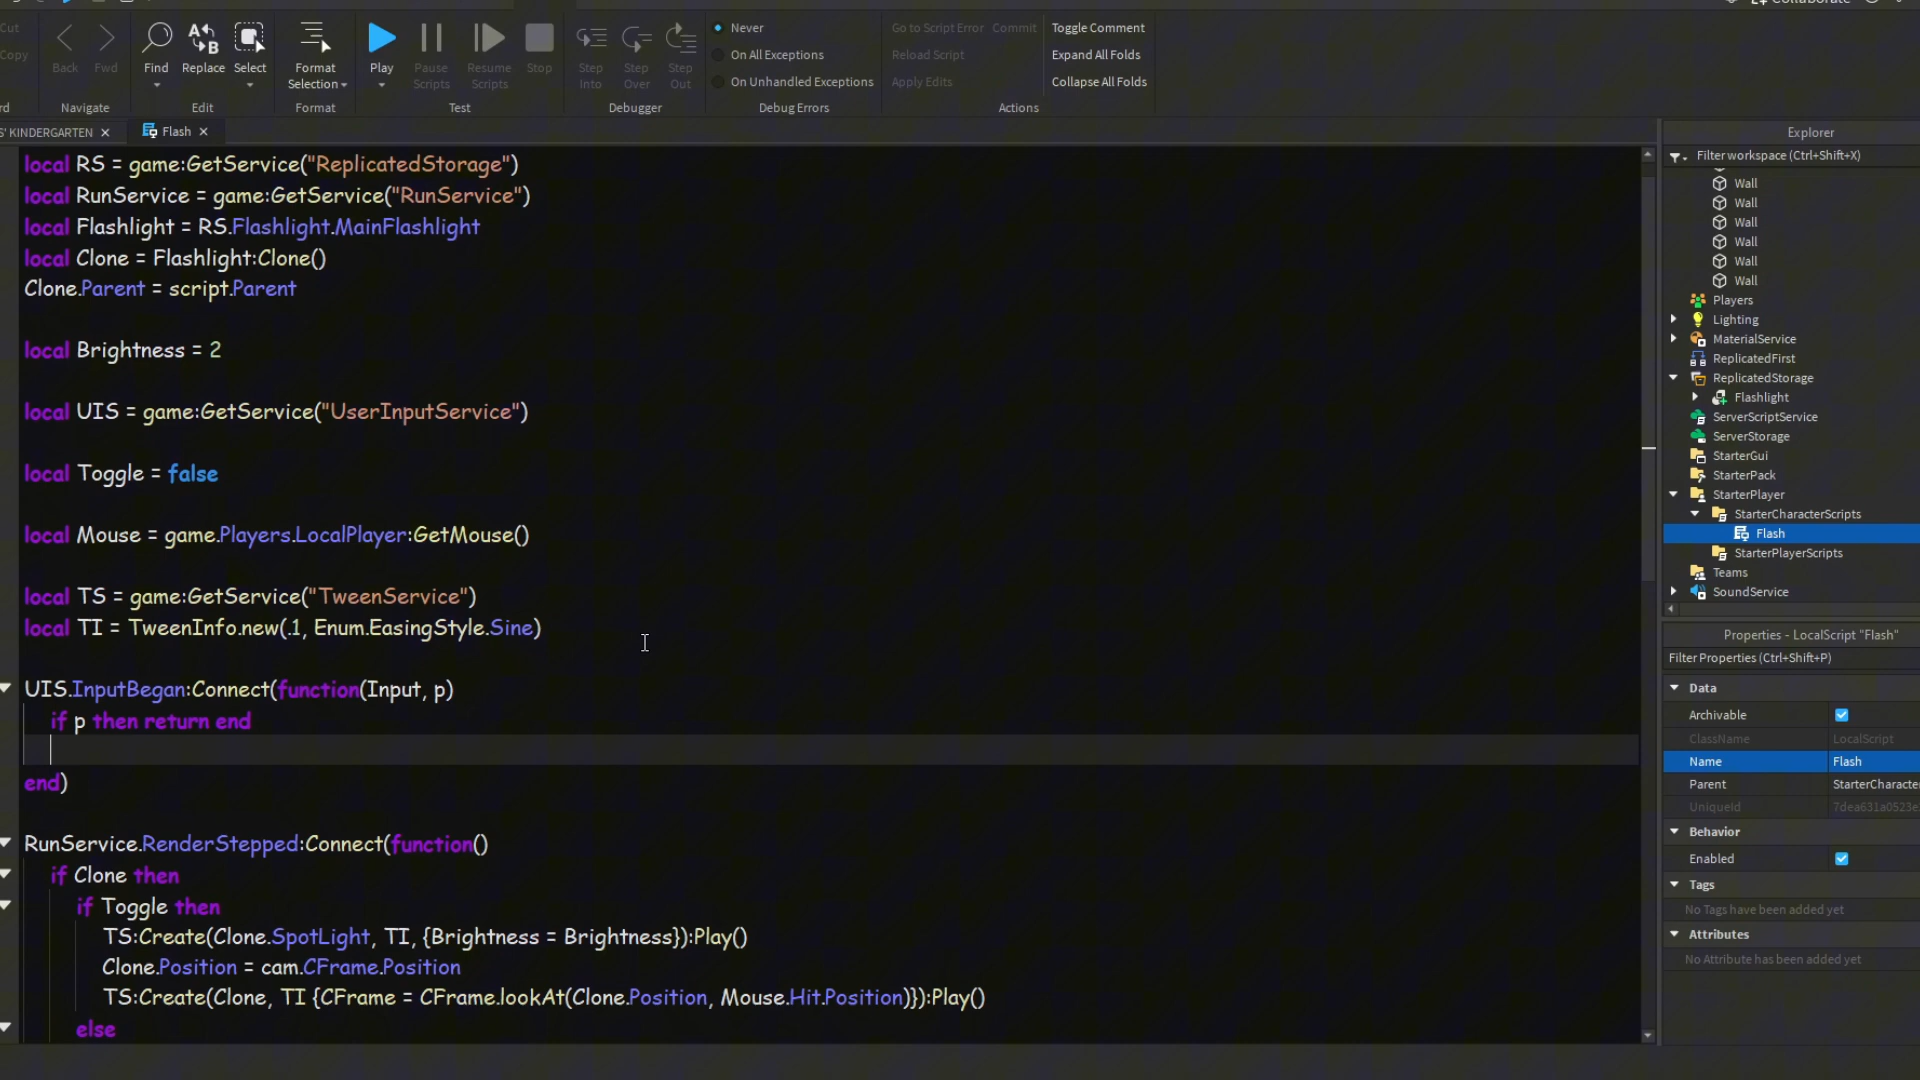 Collaborate
Cut
Copy
Back
Fwd
Navigate
Find
Replace
Select
Edit
Format
Selection
Format
Play
Pause
Scripts
Resume
Scripts
Stop
Test
Step
Into
Step
Over
Step
Out
Debugger
Never
On All Exceptions
On Unhandled Exceptions
Debug Errors
Go to Script Error
Commit
Reload Script
Apply Edits
Toggle Comment
Expand All Folds
Collapse All Folds
Actions
S' KINDERGARTEN
Flash
local RS = game:GetService("ReplicatedStorage")
local RunService = game:GetService("RunService")
local Flashlight = RS.Flashlight.MainFlashlight
local Clone = Flashlight:Clone()
Clone.Parent = script.Parent
local Brightness = 2
local UIS = game:GetService("UserInputService")
local Toggle = false
local Mouse = game.Players.LocalPlayer:GetMouse()
local TS = game:GetService("TweenService")
local TI = TweenInfo.new(.1, Enum.EasingStyle.Sine)
UIS.InputBegan:Connect(function(Input, p)
if p then return end
end)
RunService.RenderStepped:Connect(function()
if Clone then
if Toggle then
TS:Create(Clone.SpotLight, TI, {Brightness = Brightness}):Play()
Clone.Position = cam.CFrame.Position
TS:Create(Clone, TI {CFrame = CFrame.lookAt(Clone.Position, Mouse.Hit.Position)}):Play()
else
Explorer
Filter workspace (Ctrl+Shift+X)
Wall
Wall
Wall
Wall
Wall
Wall
Players
Lighting
MaterialService
ReplicatedFirst
ReplicatedStorage
Flashlight
ServerScriptService
ServerStorage
StarterGui
StarterPack
StarterPlayer
StarterCharacterScripts
Flash
StarterPlayerScripts
Teams
SoundService
Properties - LocalScript "Flash"
Filter Properties (Ctrl+Shift+P)
Data
Archivable
ClassName LocalScript
Name Flash
Parent StarterCharacter
UniqueId 7dea631a0523e
Behavior
Enabled
Tags
No Tags have been added yet
Attributes
No Attribute has been added yet